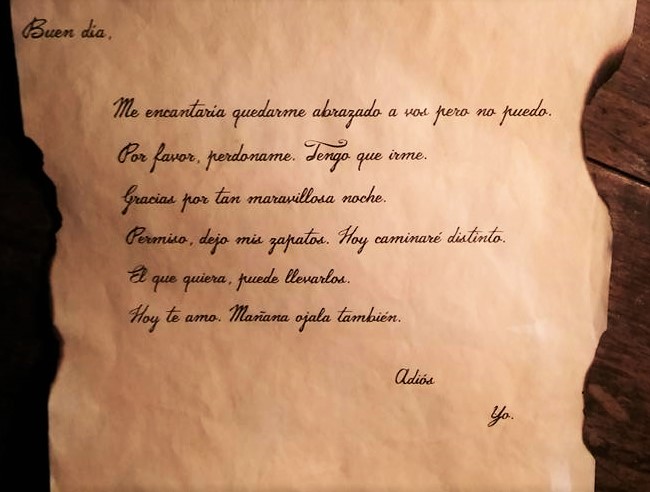 Buen día,
Me encantaría quedarme abrazado a vos pero no puedo.
Por favor, perdoname. Tengo que irme.
Gracias por tan maravillosa noche.
Permiso, dejo mis zapatos. Hoy caminaré distinto.
El que quiera, puede llevarlos.
Hoy te amo. Mañana ojala también.
Adiós
Yo.